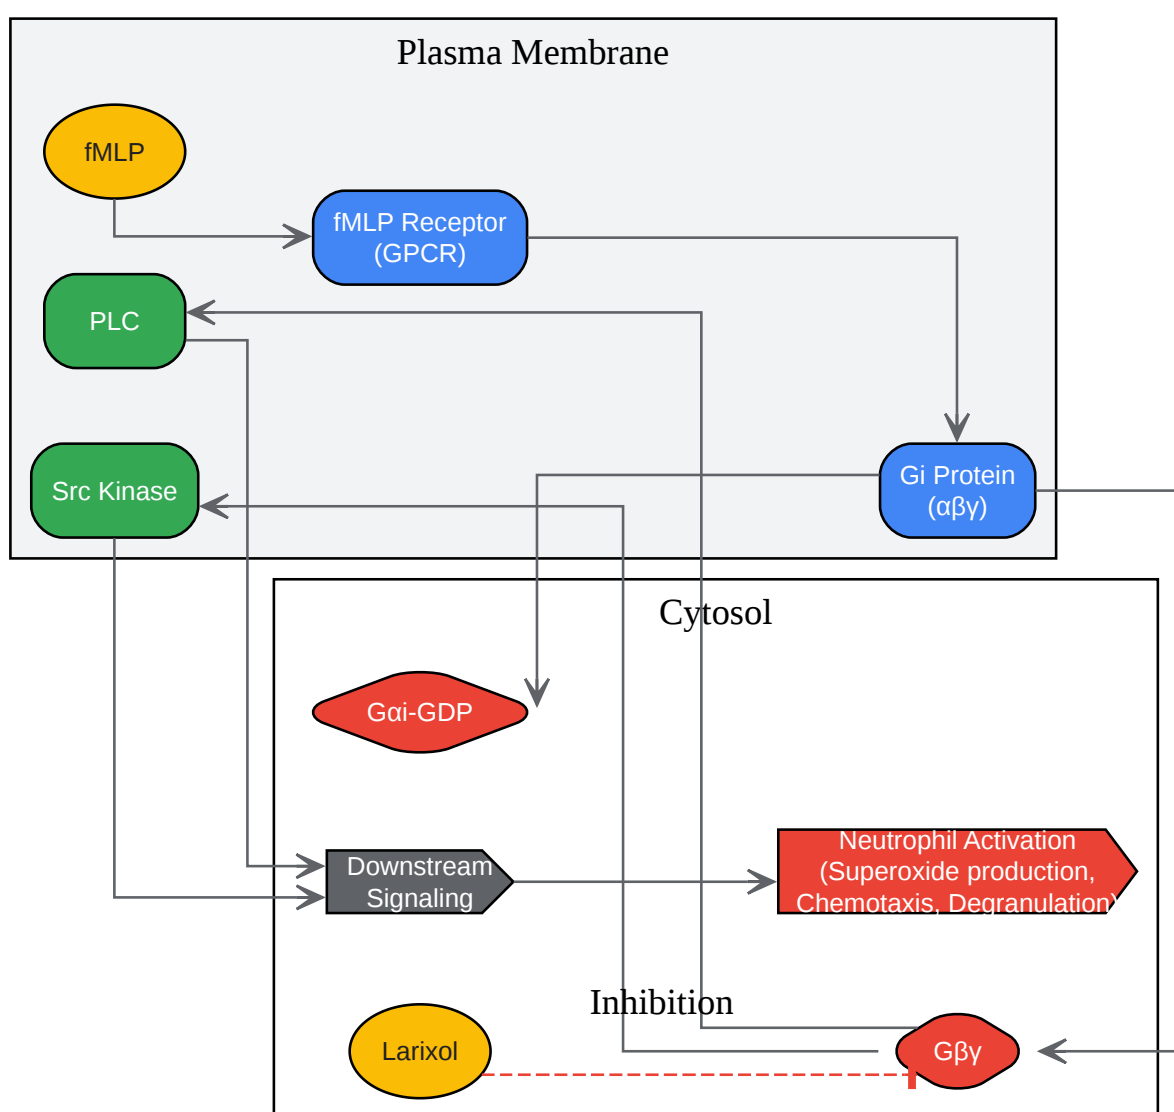 Plasma Membrane
fMLP
fMLP Receptor
(GPCR)
PLC
Src Kinase
Gi Protein
(αβγ)
Cytosol
Gαi-GDP
Downstream
Signaling
Neutrophil Activation
(Superoxide production,
Chemotaxis, Degranulation)
Inhibition
Larixol
Gβγ